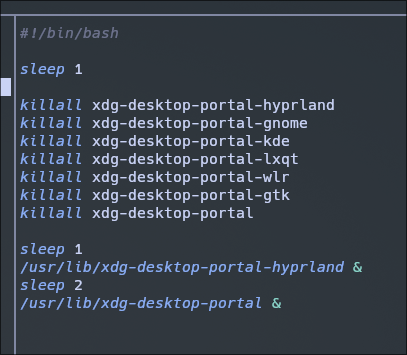 #!/bin/bash
sleep 1
killall xdg-desktop-portal-hyprland
killall xdg-desktop-portal-gnome
killall xdg-desktop-portal-kde
killall xdg-desktop-portal-lxqt
killall xdg-desktop-portal-wlr
killall xdg-desktop-portal-gtk
killall xdg-desktop-portal
sleep 1
/usr/lib/xdg-desktop-portal-hyprland &
sleep 2
/usr/lib/xdg-desktop-portal &